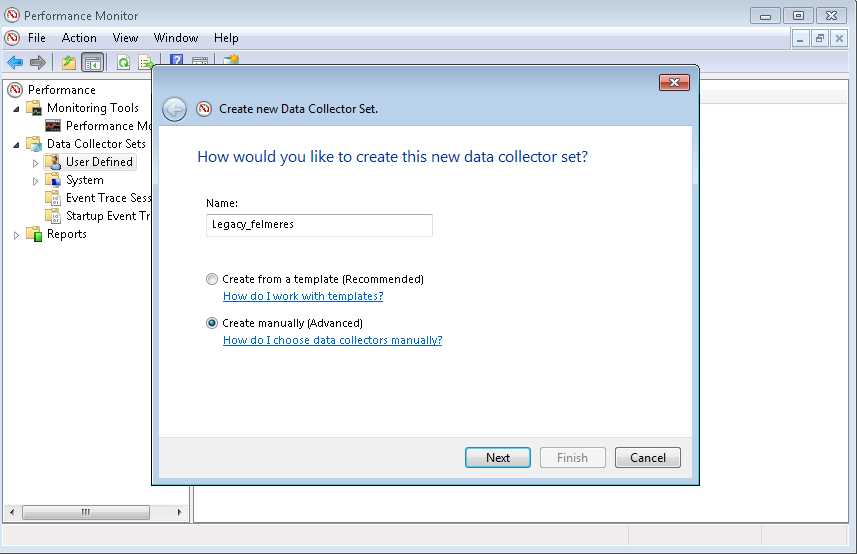 Performance Monitor
File Action View Window Help
Performance
Monitoring Tools
Performance Mo
Data Collector Sets
User Defined
System
Event Trace Sess
Startup Event Tr
Reports
Create new Data Collector Set.
How would you like to create this new data collector set?
Name:
Legacy_felmeres
Create from a template (Recommended)
How do I work with templates?
Create manually (Advanced)
How do I choose data collectors manually?
Next Finish Cancel